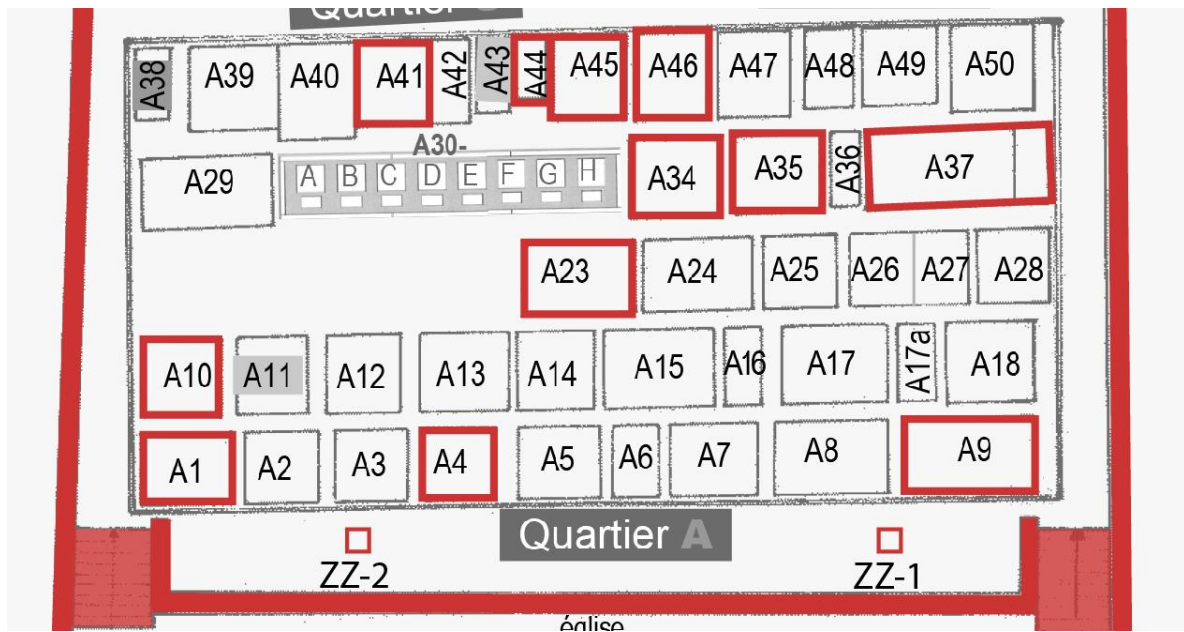 Quartier
A38 A39 A40 A41 A42 A43 A44 A45 A46 A47 A48 A49 A50
A30-
A29 A B C D E F G H A34 A35 A36 A37
A23 A24 A25 A26 A27 A28
A10 A11 A12 A13 A14 A15 A16 A17 A17a A18
A1 A2 A3 A4 A5 A6 A7 A8 A9
Quartier A
ZZ-2 ZZ-1
église